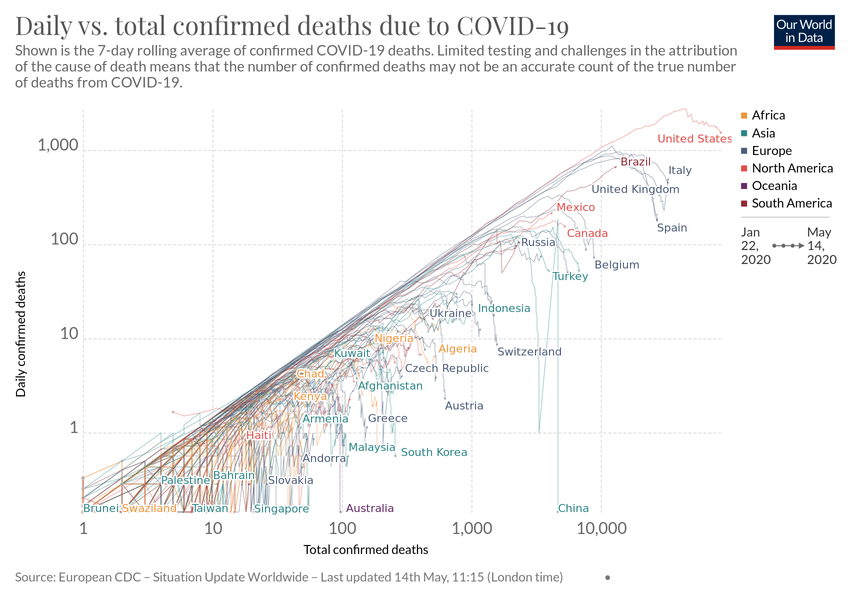 Daily vs. total confirmed deaths due to COVID-19
Our World
in Data
Shown is the 7-day rolling average of confirmed COVID-19 deaths. Limited testing and challenges in the attribution
of the cause of death means that the number of confirmed deaths may not be an accurate count of the true number
of deaths from COVID-19.
Africa
Asia
Europe
North America
Oceania
South America
Jan
22,
2020
May
14,
2020
Daily confirmed deaths
1,000
100
10
1
United States
Brazil
Italy
United Kingdom
Mexico
Spain
Canada
Russia
Belgium
Turkey
Indonesia
Ukraine
Nigeria
Algeria
Kuwait
Switzerland
Czech Republic
Chad
Afghanistan
Kenya
Austria
Armenia
Greece
Haiti
Malaysia
South Korea
Andorra
Bahrain
Palestine
Slovakia
Brunei
Swaziland
Taiwan
Singapore
Australia
China
1
10
100
1,000
10,000
Total confirmed deaths
Source: European CDC – Situation Update Worldwide – Last updated 14th May, 11:15 (London time)